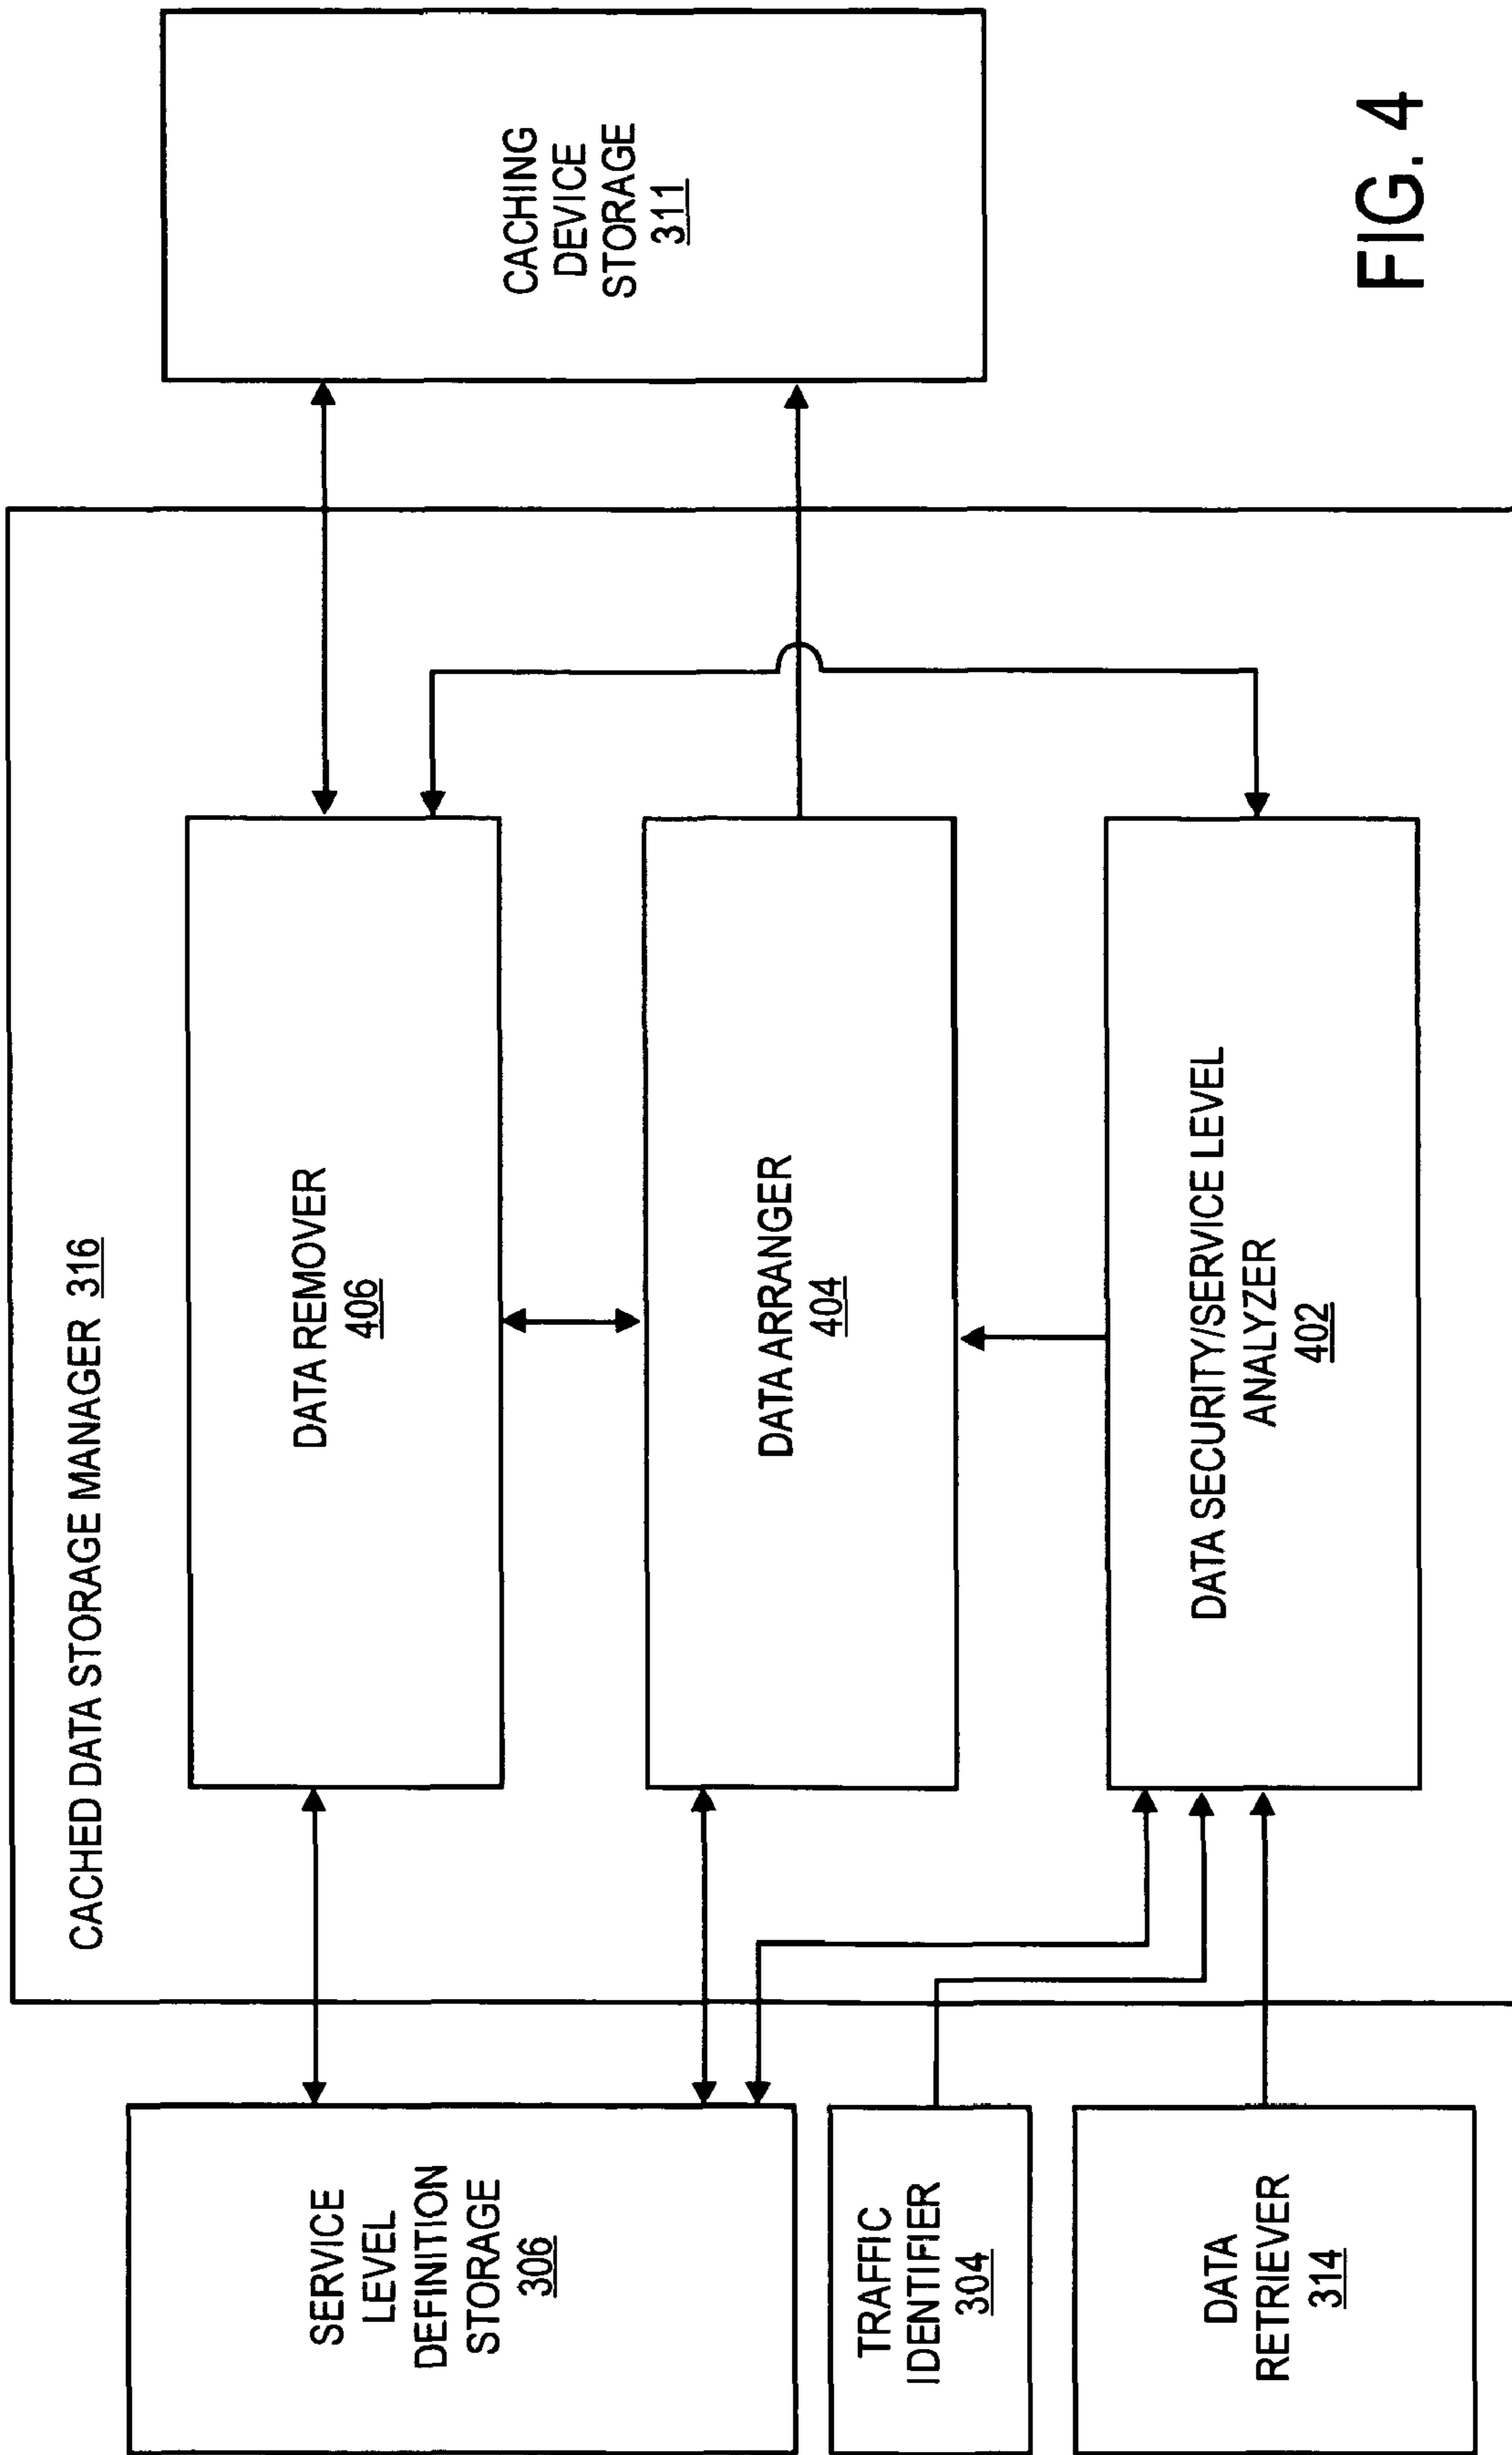 CACHED DATA STORAGE MANAGER 316
SERVICE
LEVEL
DEFINITION
STORAGE
306
TRAFFIC
IDENTIFIER
304
DATA
RETRIEVER
314
DATA REMOVER
406
DATA ARRANGER
404
DATA SECURITY/SERVICE LEVEL
ANALYZER
402
CACHING
DEVICE
STORAGE
311
FIG. 4